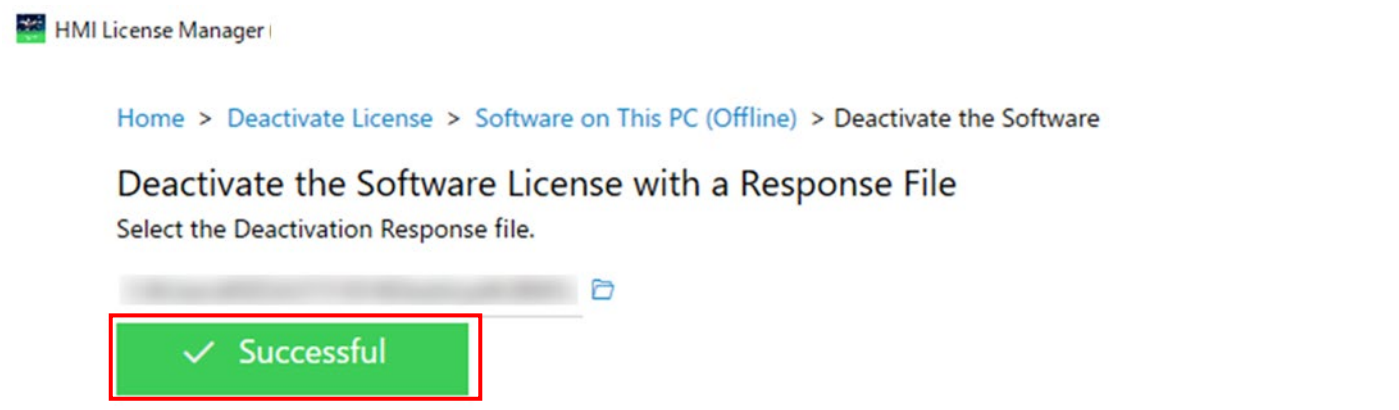 HMI License Manager
Home > Deactivate License > Software on This PC (Offline) > Deactivate the Software
Deactivate the Software License with a Response File
Select the Deactivation Response file.
Successful